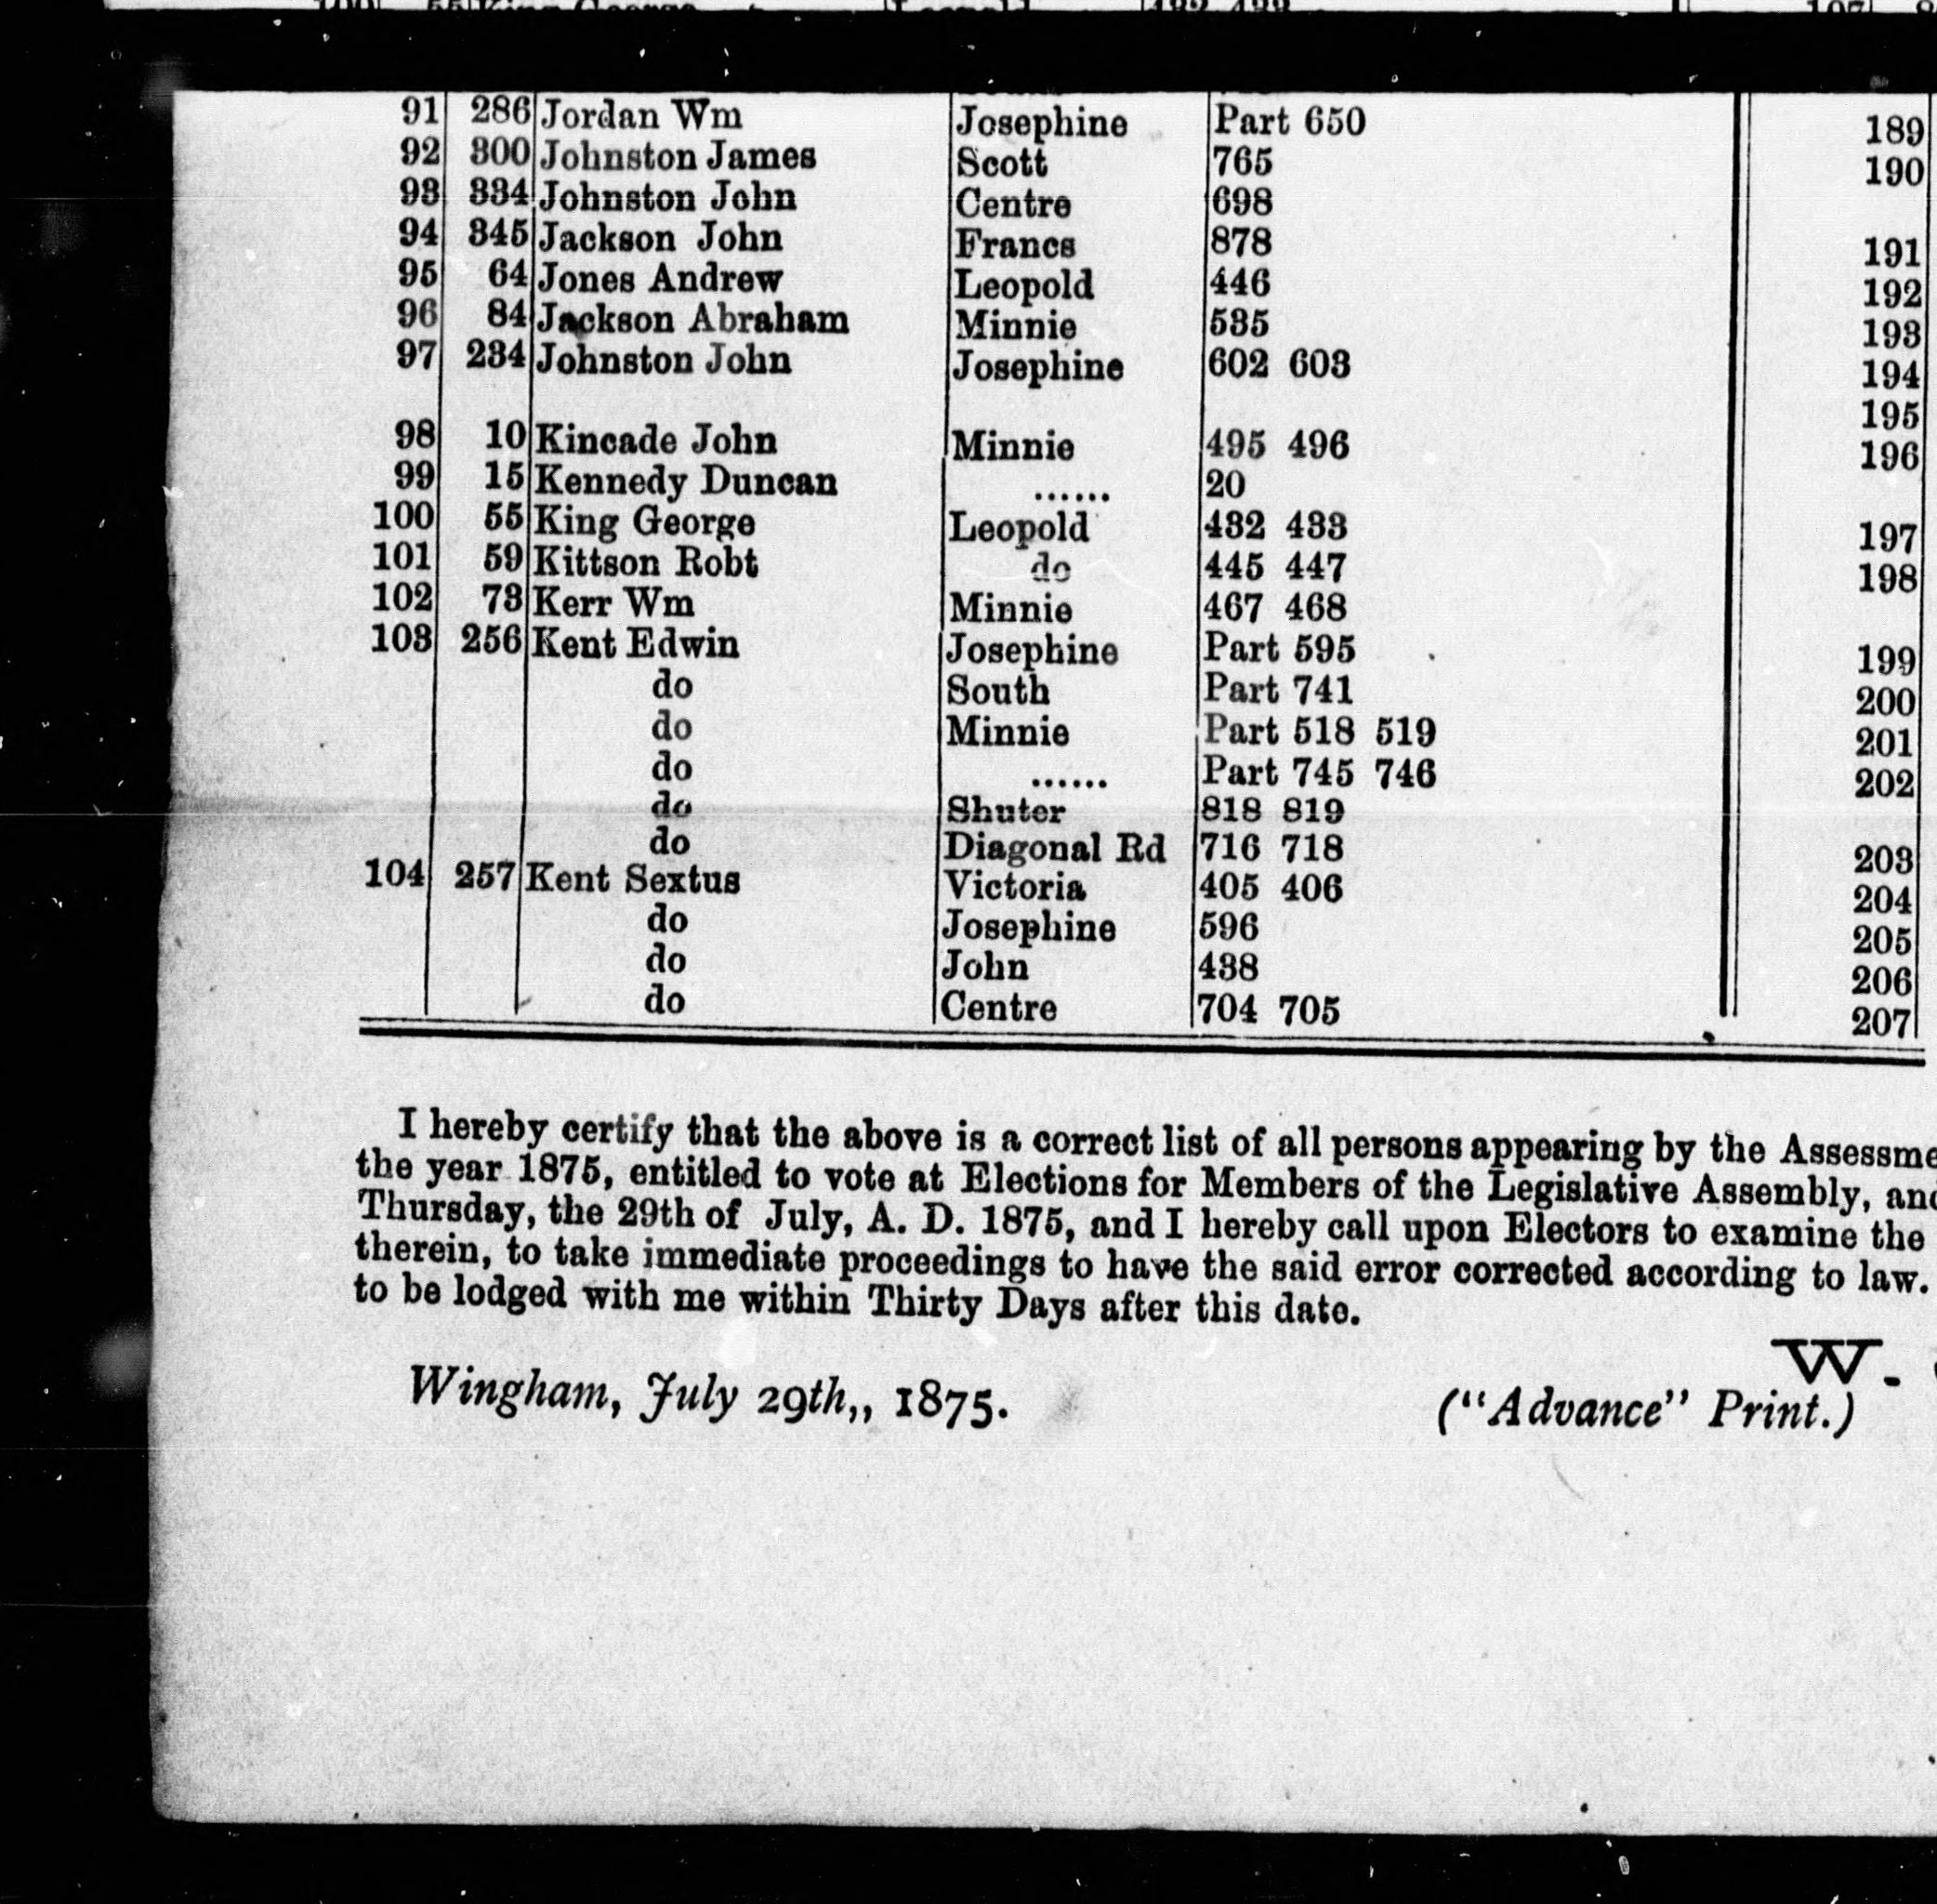 91 286 Jordan Wm Josephine Part 650 189
92 300 Johnston James Scott 765 190
93 334 Johnston John Centre 698
94 345 Jackson John Francs 878 191
95 64 Jones Andrew Leopold 446 192
96 84 Jackson Abraham Minnie 535 193
97 234 Johnston John Josephine 602 603 194
195
98 10 Kincade John Minnie 495 496 196
99 15 Kennedy Duncan ...... 20
100 55 King George Leopold 432 433 197
101 59 Kittson Robt do 445 447 198
102 73 Kerr Wm Minnie 467 468
103 256 Kent Edwin Josephine Part 595 199
do South Part 741 200
do Minnie Part 518 519 201
do ...... Part 745 746 202
do Shuter 818 819
do Diagonal Rd 716 718 203
104 257 Kent Sextus Victoria 405 406 204
do Josephine 596 205
do John 438 206
do Centre 704 705 207
I hereby certify that the above is a correct list of all persons appearing by the Assessme
the year 1875, entitled to vote at Elections for Members of the Legislative Assembly, and
Thursday, the 29th of July, A. D. 1875, and I hereby call upon Electors to examine the
therein, to take immediate proceedings to have the said error corrected according to law.
to be lodged with me within Thirty Days after this date.
W.
Wingham, July 29th,, 1875.
("Advance" Print.)